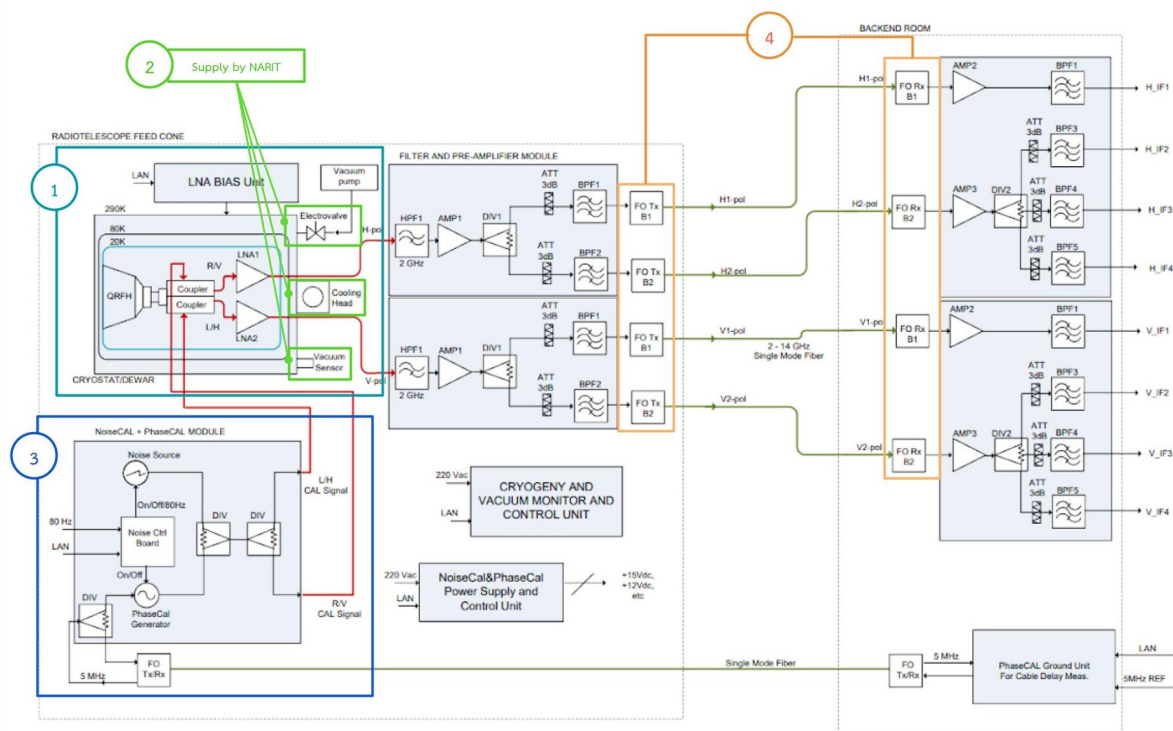 4
BACKEND ROOM
2
Supply by NARIT
AMP2
BPF1
H1-pol
FO Rx
B1
H_IF1
ATT
3dB
BPF3
H_IF2
RADIOTELESCOPE FEED CONE
FILTER AND PRE-AMPLIFIER MODULE
1
LAN
LNA BIAS Unit
Vacuum
pump
ATT
3dB
BPF1
FO Tx
B1
H1-pol
H2-pol
FO Rx
B2
AMP3
DIV2
ATT
3dB
BPF4
H_IF3
290K
Electrovalve
H-pol
HPF1
AMP1
DIV1
2 GHz
80K
20K
ATT
3dB
BPF2
FO Tx
B2
H2-pol
ATT
3dB
BPF5
H_IF4
QRFH
Coupler
Coupler
R/V
LNA1
L/H
LNA2
Cooling
Head
Vacuum
Sensor
CRYOSTAT/DEWAR
V-pol
ATT
3dB
BPF1
FO Tx
B1
V1-pol
2 - 14 GHz
Single Mode Fiber
V1-pol
FO Rx
B1
AMP2
BPF1
V_IF1
HPF1
AMP1
DIV1
2 GHz
ATT
3dB
BPF2
FO Tx
B2
V2-pol
ATT
3dB
BPF3
V_IF2
V2-pol
FO Rx
B2
AMP3
DIV2
ATT
3dB
BPF4
V_IF3
ATT
3dB
BPF5
V_IF4
3
NoiseCAL + PhaseCAL MODULE
Noise Source
On/Off/80Hz
L/H
CAL Signal
80 Hz
LAN
Noise Ctrl
Board
DIV
DIV
On/Off
DIV
PhaseCal
Generator
R/V
CAL Signal
5 MHz
FO
Tx/Rx
220 Vac
LAN
CRYOGENY AND
VACUUM MONITOR AND
CONTROL UNIT
220 Vac
LAN
NoiseCal&PhaseCal
Power Supply and
Control Unit
+15Vdc,
+12Vdc,
etc
Single Mode Fiber
FO
Tx/Rx
5 MHz
PhaseCAL Ground Unit
For Cable Delay Meas.
LAN
5MHz REF